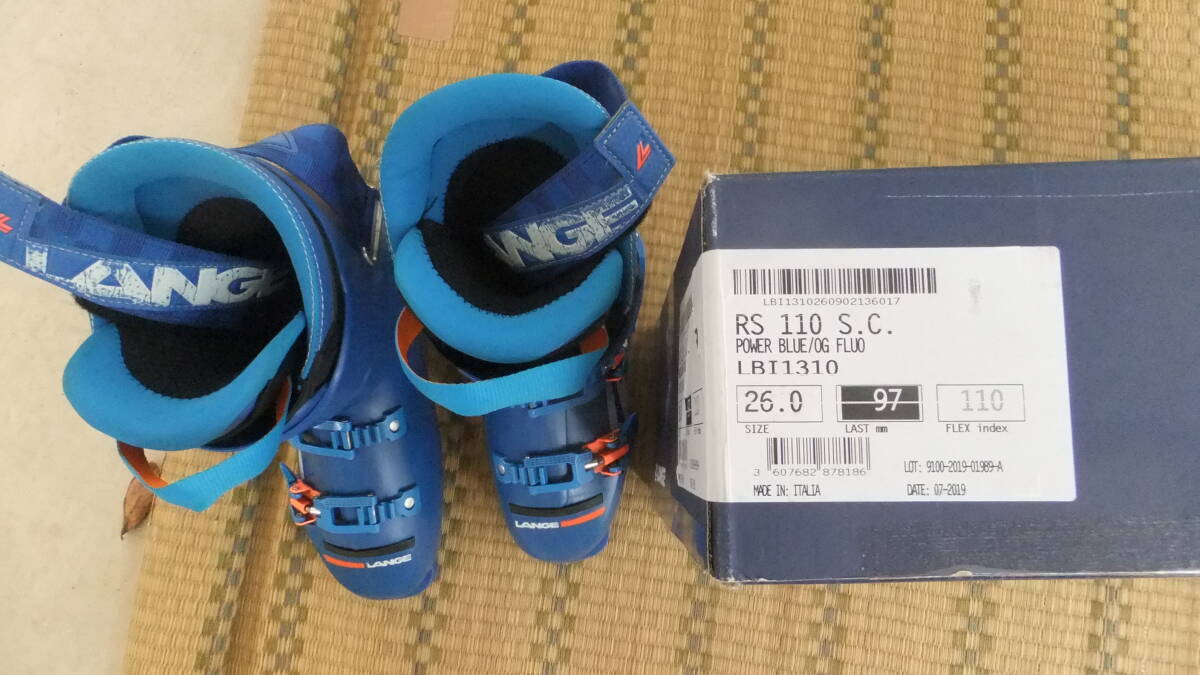 LANGE
ANGE
LANGE
LANGE
LBI1310260902136017
RS 110 S.C.
POWER BLUE/OG FLUO
LBI1310
26.0 97 110
SIZE LAST mm FLEX index
3 607682 878186
LOT: 9100-2019-01989-A
MADE IN: ITALIA DATE: 07-2019